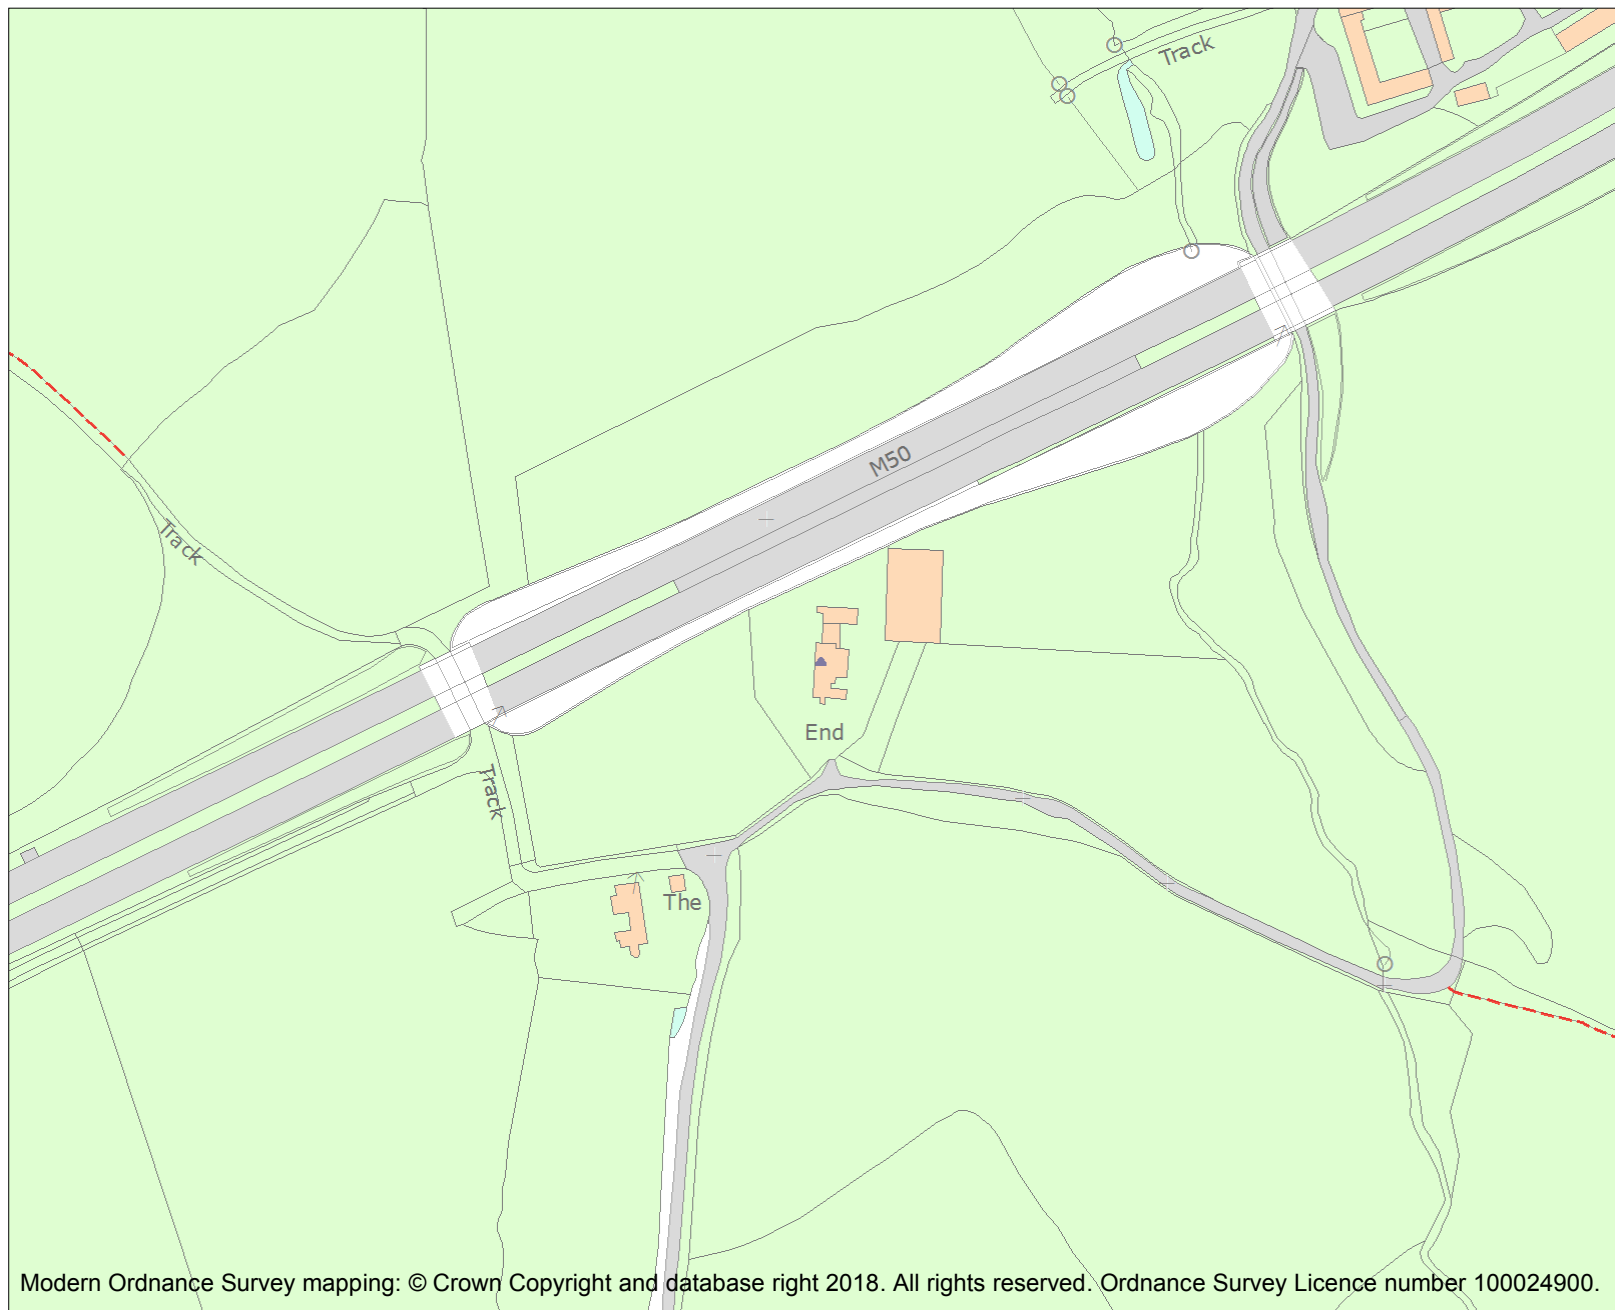 Track
M50
Track
End
Track
The
Modern Ordnance Survey mapping: © Crown Copyright and database right 2018. All rights reserved. Ordnance Survey Licence number 100024900.